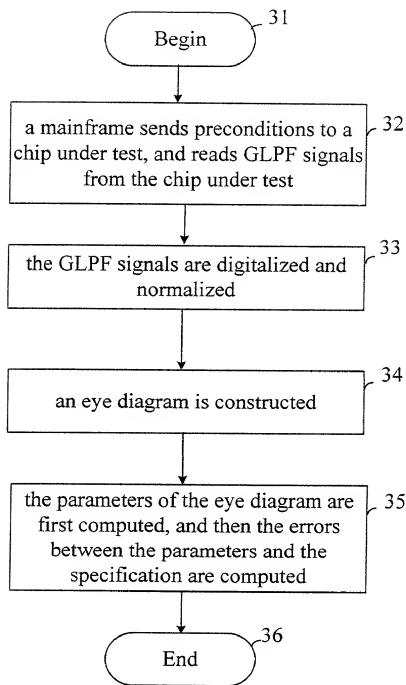 31
Begin
32
a mainframe sends preconditions to a
chip under test, and reads GLPF signals
from the chip under test
33
the GLPF signals are digitalized and
normalized
34
an eye diagram is constructed
35
the parameters of the eye diagram are
first computed, and then the errors
between the parameters and the
specification are computed
36
End